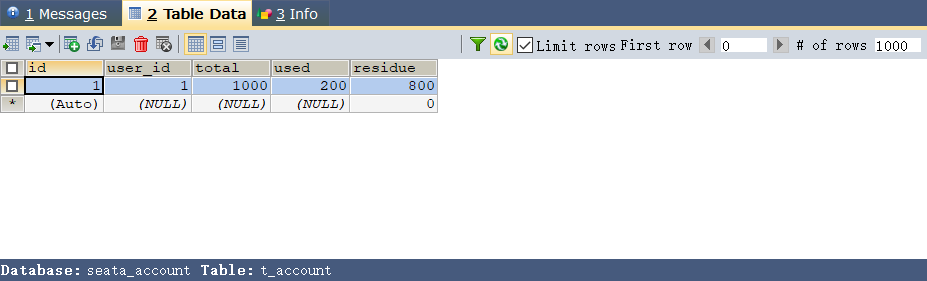 1 Messages 2 Table Data 3 Info
Limit rows First row 0 # of rows 1000
id user_id total used residue
1 1 1000 200 800
* (Auto) (NULL) (NULL) (NULL) 0
Database: seata_account Table: t_account